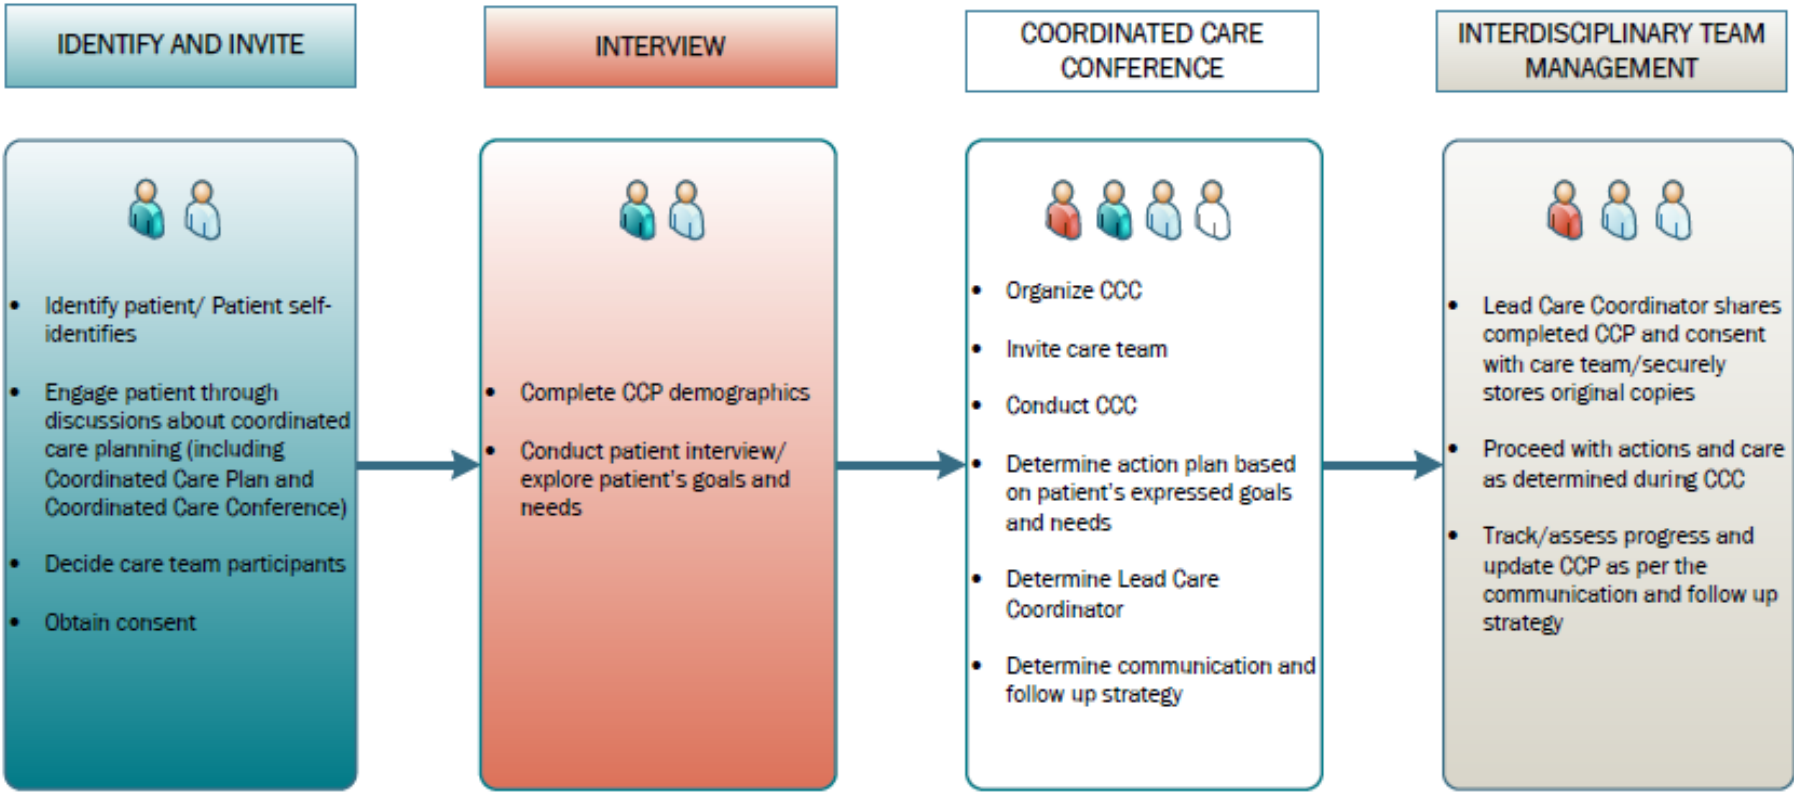 IDENTIFY AND INVITE
• Identify patient/ Patient self-
identifies
• Engage patient through
discussions about coordinated
care planning (including
Coordinated Care Plan and
Coordinated Care Conference)
• Decide care team participants
• Obtain consent
INTERVIEW
• Complete CCP demographics
• Conduct patient interview/
explore patient's goals and
needs
COORDINATED CARE
CONFERENCE
• Organize CCC
• Invite care team
• Conduct CCC
• Determine action plan based
on patient's expressed goals
and needs
• Determine Lead Care
Coordinator
• Determine communication and
follow up strategy
INTERDISCIPLINARY TEAM
MANAGEMENT
• Lead Care Coordinator shares
completed CCP and consent
with care team/securely
stores original copies
• Proceed with actions and care
as determined during CCC
• Track/assess progress and
update CCP as per the
communication and follow up
strategy